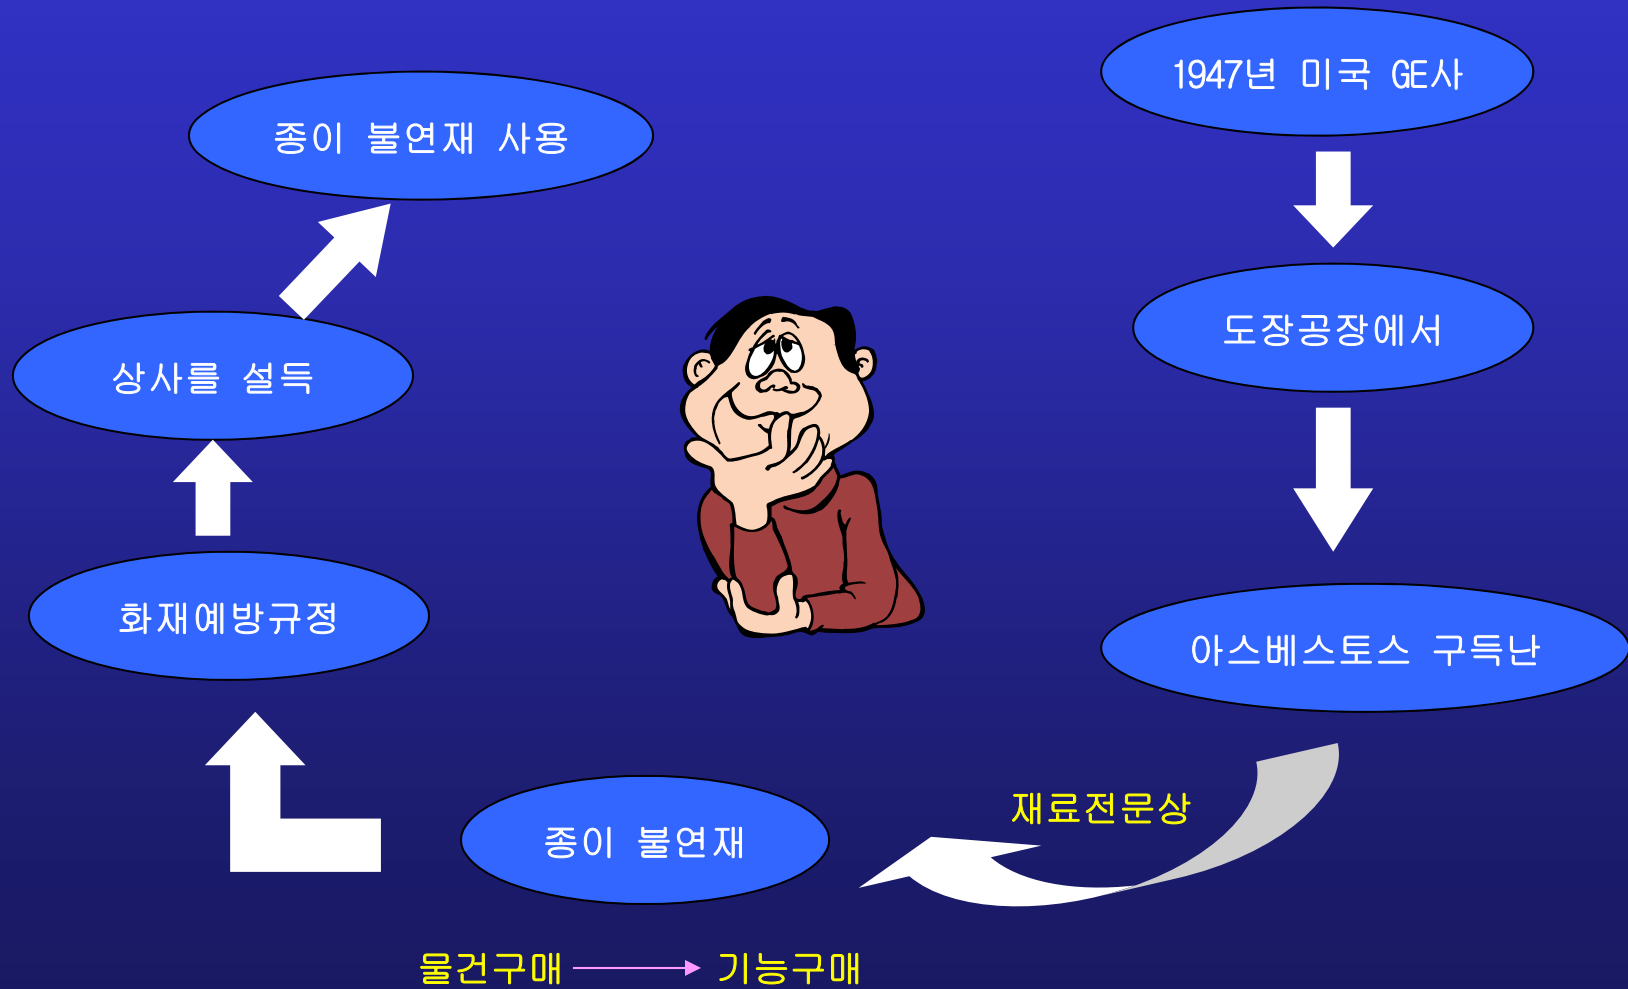 1947년 미국 GE사
도장공장에서
아스베스토스 구득난
재료전문상
종이 불연재
화재예방규정
상사를 설득
종이 불연재 사용
물건구매 → 기능구매